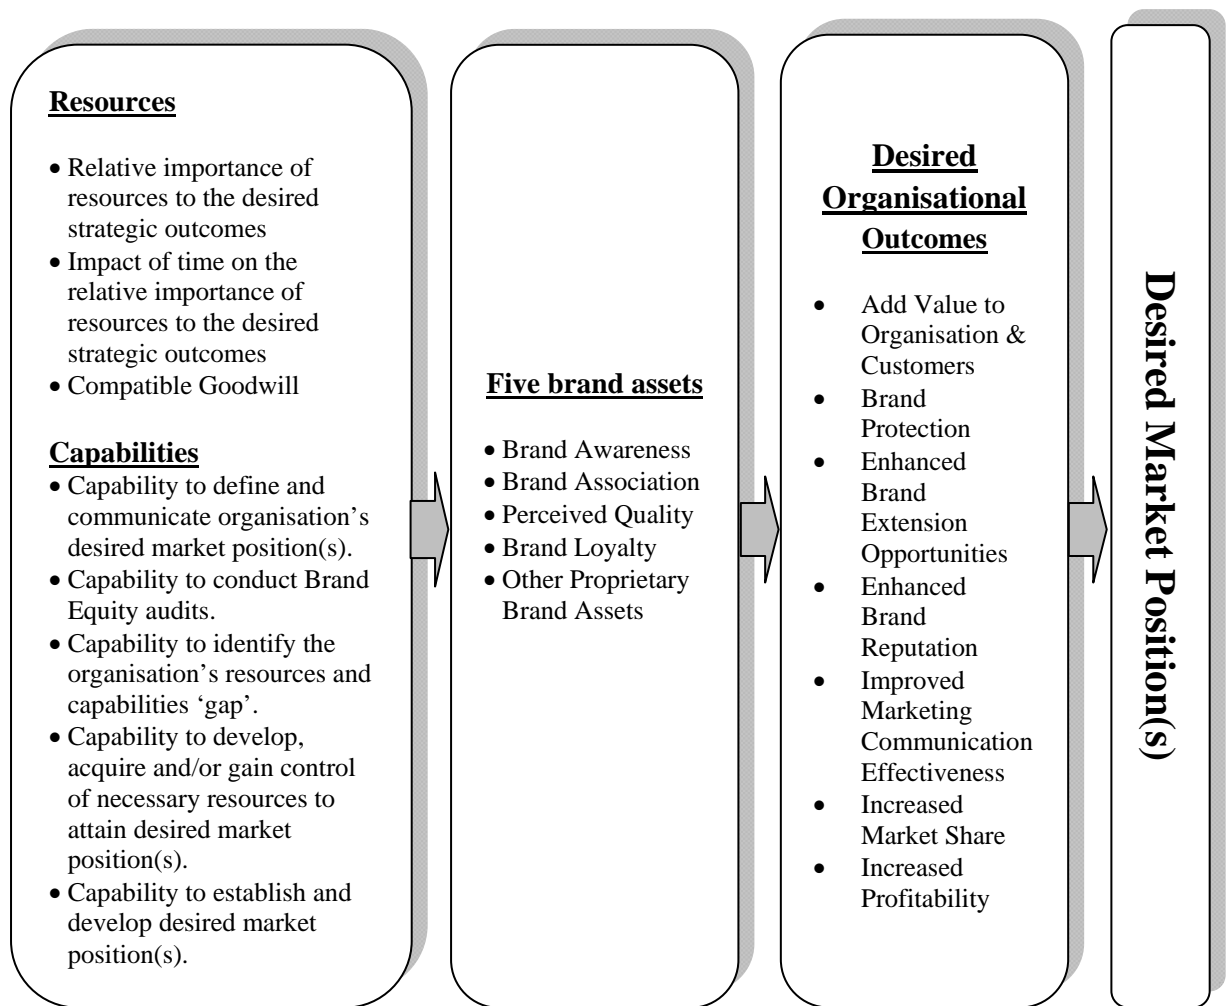 Resources
• Relative importance of
resources to the desired
strategic outcomes
• Impact of time on the
relative importance of
resources to the desired
strategic outcomes
• Compatible Goodwill
Capabilities
• Capability to define and
communicate organisation’s
desired market position(s).
• Capability to conduct Brand
Equity audits.
• Capability to identify the
organisation’s resources and
capabilities ‘gap’.
• Capability to develop,
acquire and/or gain control
of necessary resources to
attain desired market
position(s).
• Capability to establish and
develop desired market
position(s).
Five brand assets
• Brand Awareness
• Brand Association
• Perceived Quality
• Brand Loyalty
• Other Proprietary
Brand Assets
Desired
Organisational
Outcomes
• Add Value to
Organisation &
Customers
• Brand
Protection
• Enhanced
Brand
Extension
Opportunities
• Enhanced
Brand
Reputation
• Improved
Marketing
Communication
Effectiveness
• Increased
Market Share
• Increased
Profitability
Desired Market Position(s)